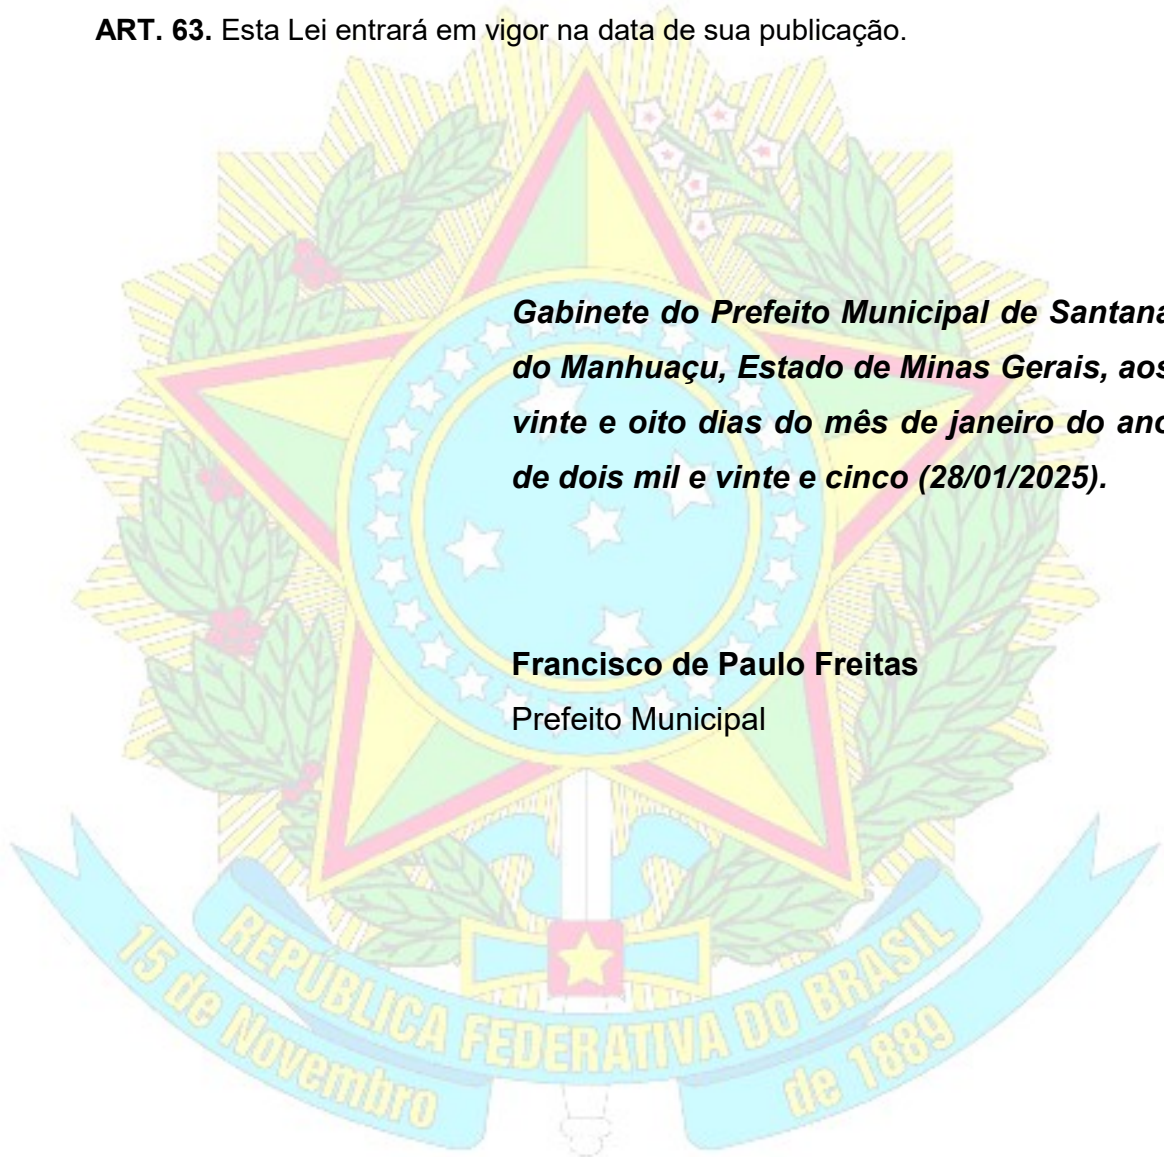 ART. 63. Esta Lei entrará em vigor na data de sua publicação.
Gabinete do Prefeito Municipal de Santana
do Manhuaçu, Estado de Minas Gerais, aos
vinte e oito dias do mês de janeiro do ano
de dois mil e vinte e cinco (28/01/2025).
Francisco de Paulo Freitas
Prefeito Municipal
REPÚBLICA FEDERATIVA DO BRASIL
15 de Novembro
de 1889